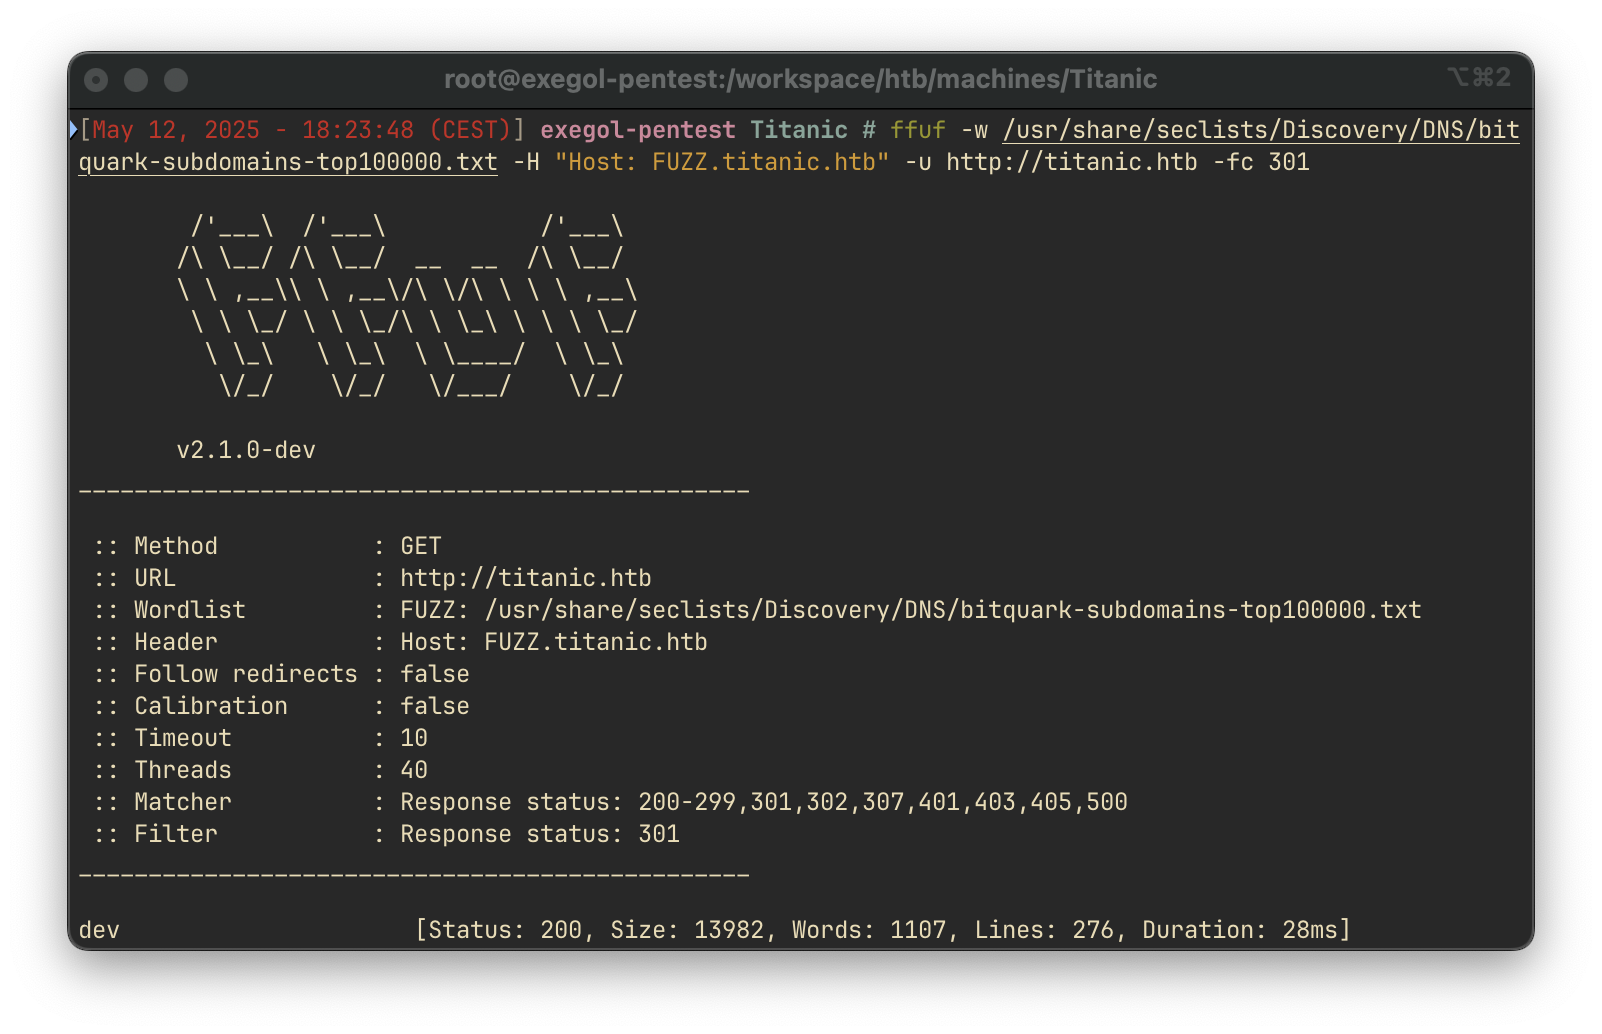 root@exegol-pentest:/workspace/htb/machines/Titanic ⌥⌘2
[May 12, 2025 - 18:23:48 (CEST)] exegol-pentest Titanic # ffuf -w /usr/share/seclists/Discovery/DNS/bit
quark-subdomains-top100000.txt -H "Host: FUZZ.titanic.htb" -u http://titanic.htb -fc 301
        /'___\  /'___\           /'___\
       /\ \__/ /\ \__/  __  __  /\ \__/
       \ \ ,__\\ \ ,__\/\ \/\ \ \ \ ,__\
        \ \ \_/ \ \ \_/\ \ \_\ \ \ \ \_/
         \ \_\   \ \_\  \ \____/  \ \_\
          \/_/    \/_/   \/___/    \/_/
       v2.1.0-dev
________________________________________________
 :: Method           : GET
 :: URL              : http://titanic.htb
 :: Wordlist         : FUZZ: /usr/share/seclists/Discovery/DNS/bitquark-subdomains-top100000.txt
 :: Header           : Host: FUZZ.titanic.htb
 :: Follow redirects : false
 :: Calibration      : false
 :: Timeout          : 10
 :: Threads          : 40
 :: Matcher          : Response status: 200-299,301,302,307,401,403,405,500
 :: Filter           : Response status: 301
________________________________________________
dev                     [Status: 200, Size: 13982, Words: 1107, Lines: 276, Duration: 28ms]